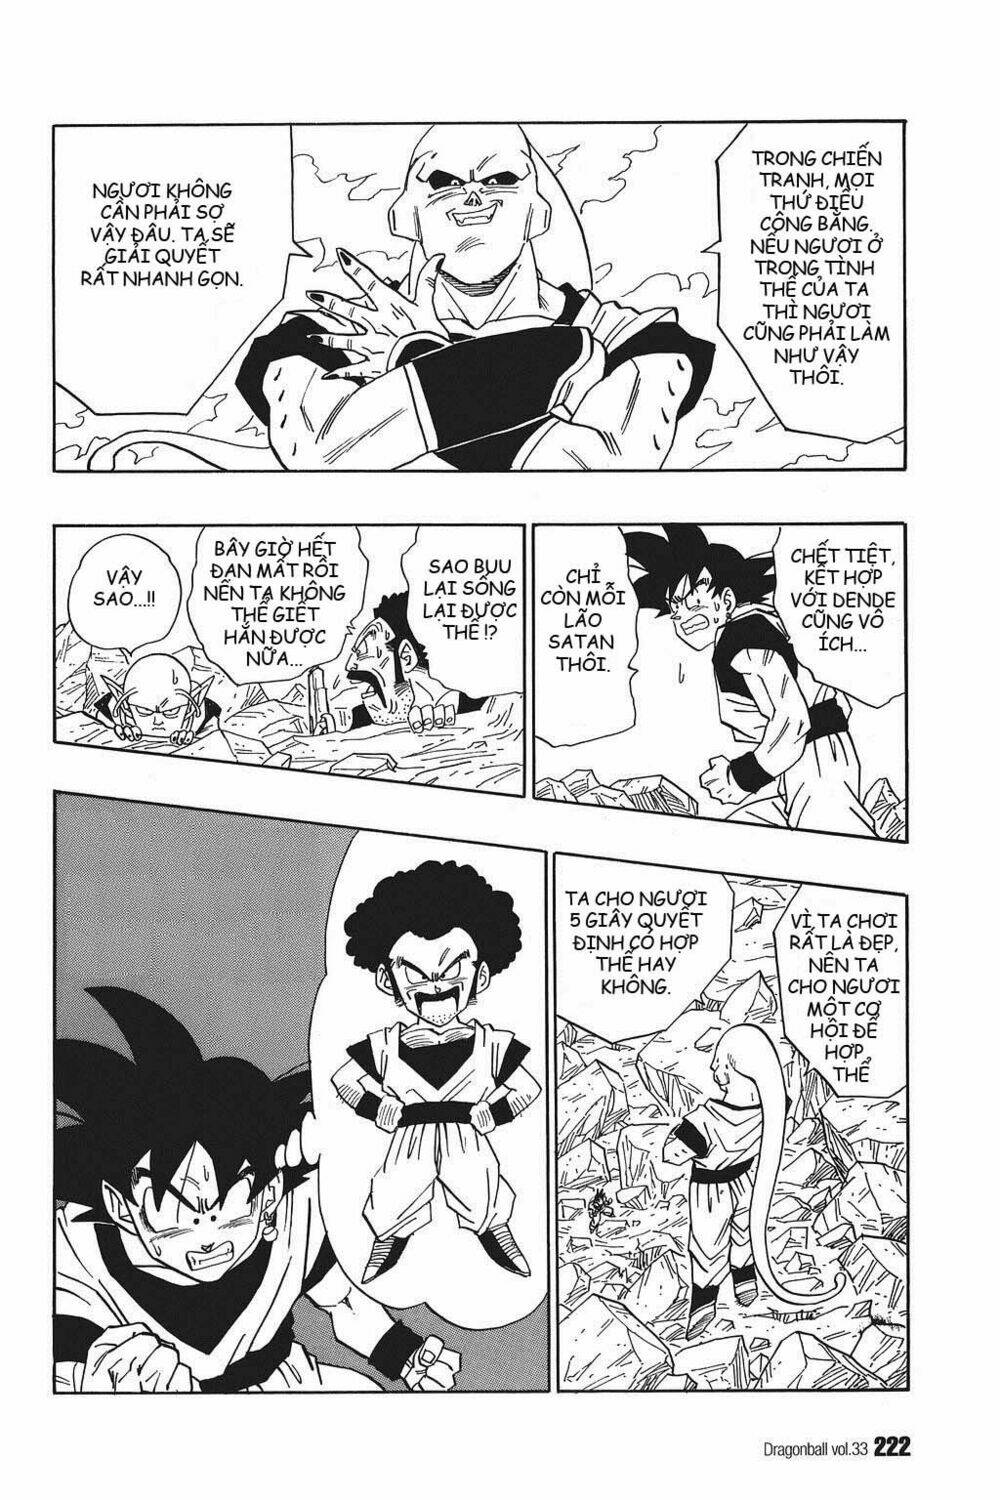 TRONG CHIẾN
TRANH, MỌI
THỨ ĐIỀU
CÔNG BẰNG.
NẾU NGƯƠI Ở
TRONG TÌNH
THẾ CỦA TA
THÌ NGƯƠI
CŨNG PHẢI LÀM
NHƯ VẬY
THÔI.
NGƯƠI KHÔNG
CẦN PHẢI SỢ
VẬY ĐÂU. TA SẼ
GIẢI QUYẾT
RẤT NHANH GỌN.
CHẾT TIỆT,
KẾT HỢP
VỚI DENDE
CŨNG VÔ
ÍCH...
CHỈ
CÒN MỖI
LÃO
SATAN
THÔI.
SAO BUU
LẠI SỐNG
LẠI ĐƯỢC
THẾ !?
BÂY GIỜ HẾT
ĐẠN MẤT RỒI
NÊN TA KHÔNG
THỂ GIẾT
HẮN ĐƯỢC
NỮA...
VẬY
SAO...!!
VÌ TA CHƠI
RẤT LÀ ĐẸP,
NÊN TA
CHO NGƯƠI
MỘT CƠ
HỘI ĐỂ
HỢP
THỂ
TA CHO NGƯƠI
5 GIÂY QUYẾT
ĐỊNH CÓ HỢP
THỂ HAY
KHÔNG.
Dragonball vol.33 222